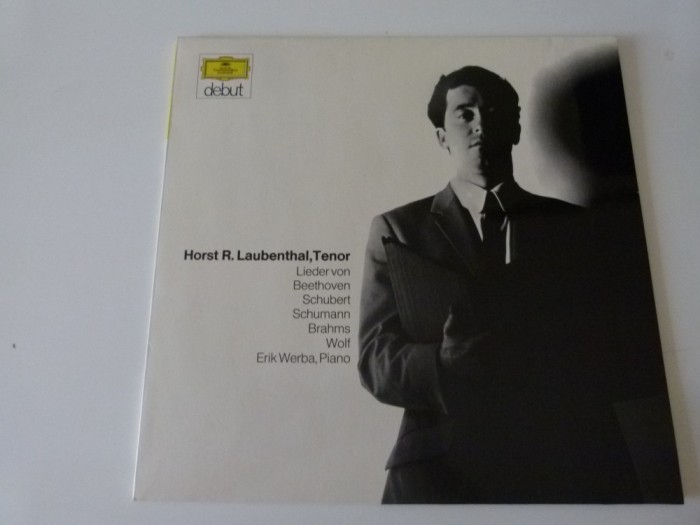 debut
Horst R. Laubenthal, Tenor
Lieder von
Beethoven
Schubert
Schumann
Brahms
Wolf
Erik Werba, Piano